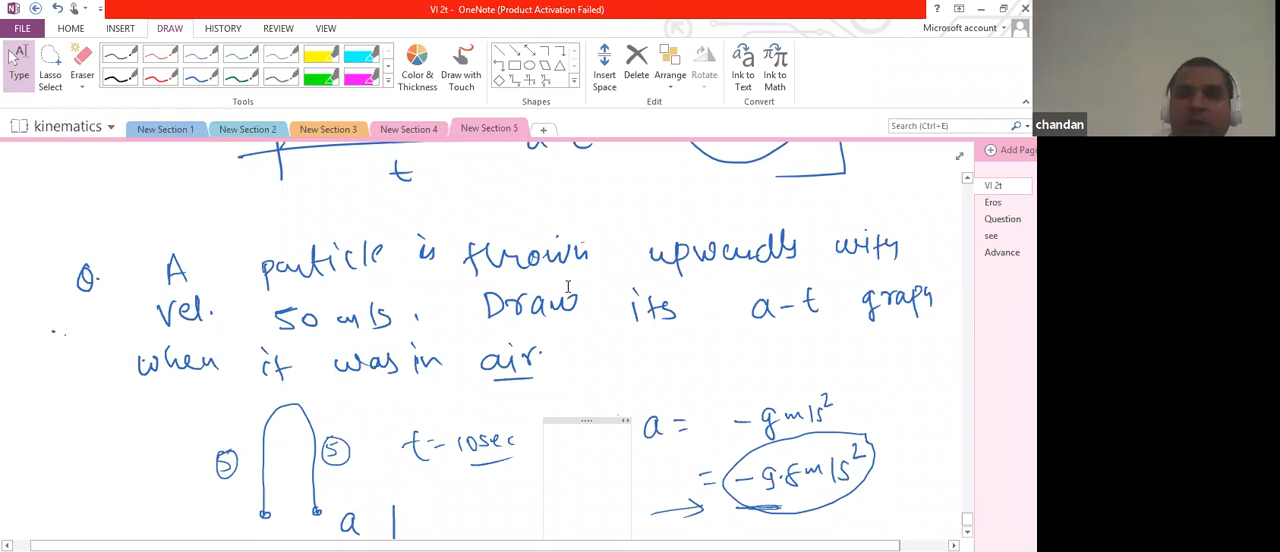 VI 2t - OneNote (Product Activation Failed)
FILE HOME INSERT DRAW HISTORY REVIEW VIEW
Microsoft account
Type
Lasso Select
Eraser
Color & Thickness
Draw with Touch
Insert Space
Delete
Arrange
Rotate
Ink to Text
Ink to Math
Tools
Shapes
Edit
Convert
kinematics
New Section 1
New Section 2
New Section 3
New Section 4
New Section 5
Search (Ctrl+E)
chandan
Add Page
VI 2t
Eros
Question
see
Advance
t
Q. A particle is thrown upwards with
vel. 50 m/s. Draw its a-t graph
when it was in air.
5
5
t = 10sec
a = -g m/s²
= -9.8 m/s²
a